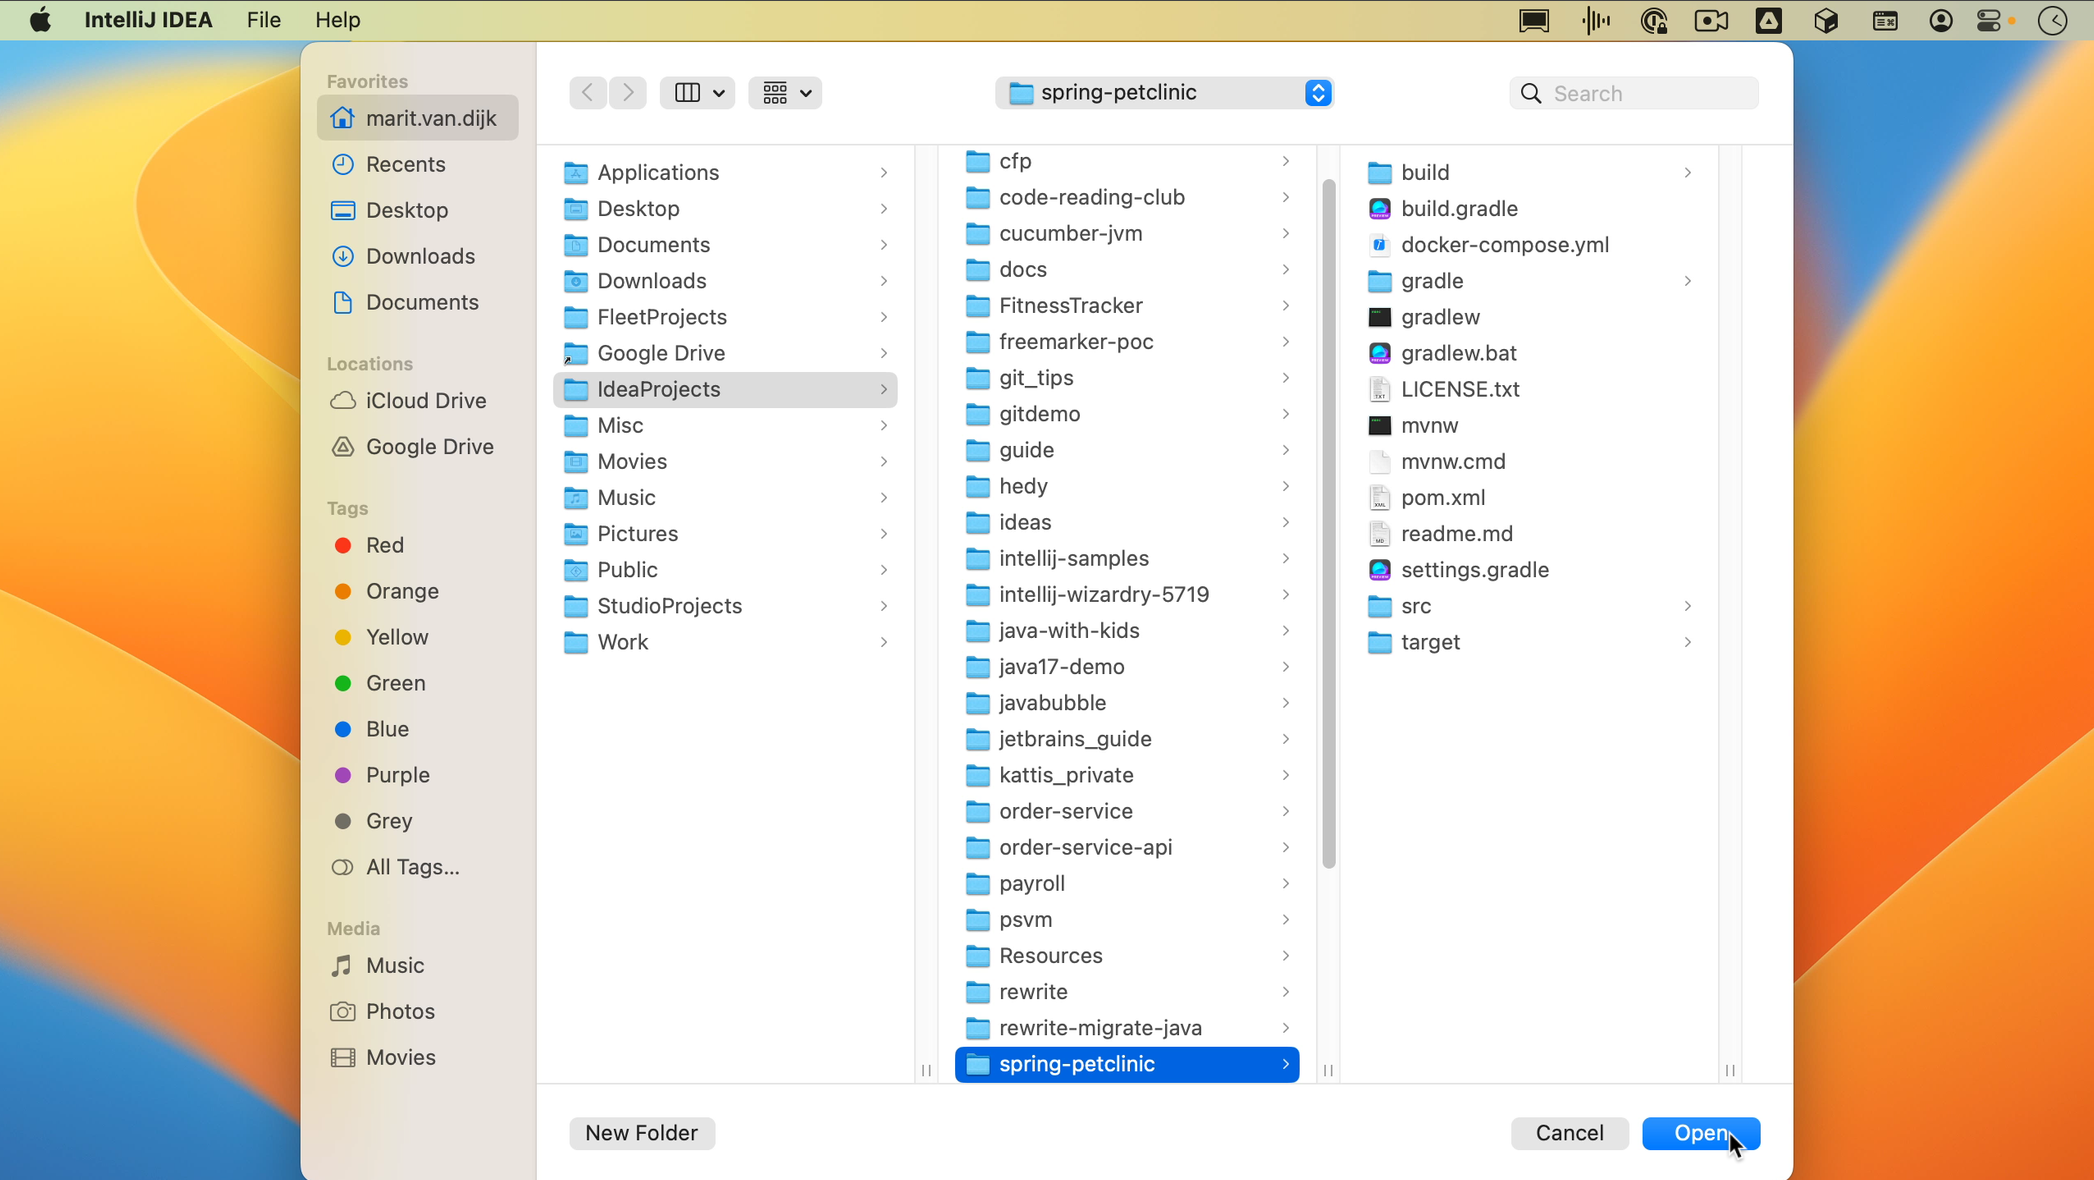 IntelliJ IDEA File Help
Favorites
marit.van.dijk
Recents
Desktop
Downloads
Documents
Locations
iCloud Drive
Google Drive
Tags
Red
Orange
Yellow
Green
Blue
Purple
Grey
All Tags...
Media
Music
Photos
Movies
spring-petclinic
Search
Applications
Desktop
Documents
Downloads
FleetProjects
Google Drive
IdeaProjects
Misc
Movies
Music
Pictures
Public
StudioProjects
Work
cfp
code-reading-club
cucumber-jvm
docs
FitnessTracker
freemarker-poc
git_tips
gitdemo
guide
hedy
ideas
intellij-samples
intellij-wizardry-5719
java-with-kids
java17-demo
javabubble
jetbrains_guide
kattis_private
order-service
order-service-api
payroll
psvm
Resources
rewrite
rewrite-migrate-java
spring-petclinic
build
build.gradle
docker-compose.yml
gradle
gradlew
gradlew.bat
LICENSE.txt
mvnw
mvnw.cmd
pom.xml
readme.md
settings.gradle
src
target
New Folder
Cancel
Open